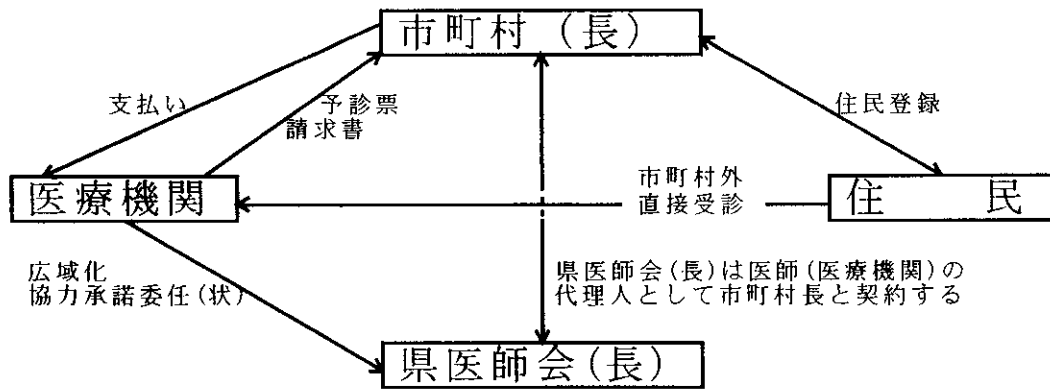 市町村(長)
支払い
予診票
請求書
住民登録
医療機関
市町村外
直接受診
住 民
広域化
協力承諾委任(状)
県医師会(長)は医師(医療機関)の
代理人として市町村長と契約する
県医師会(長)